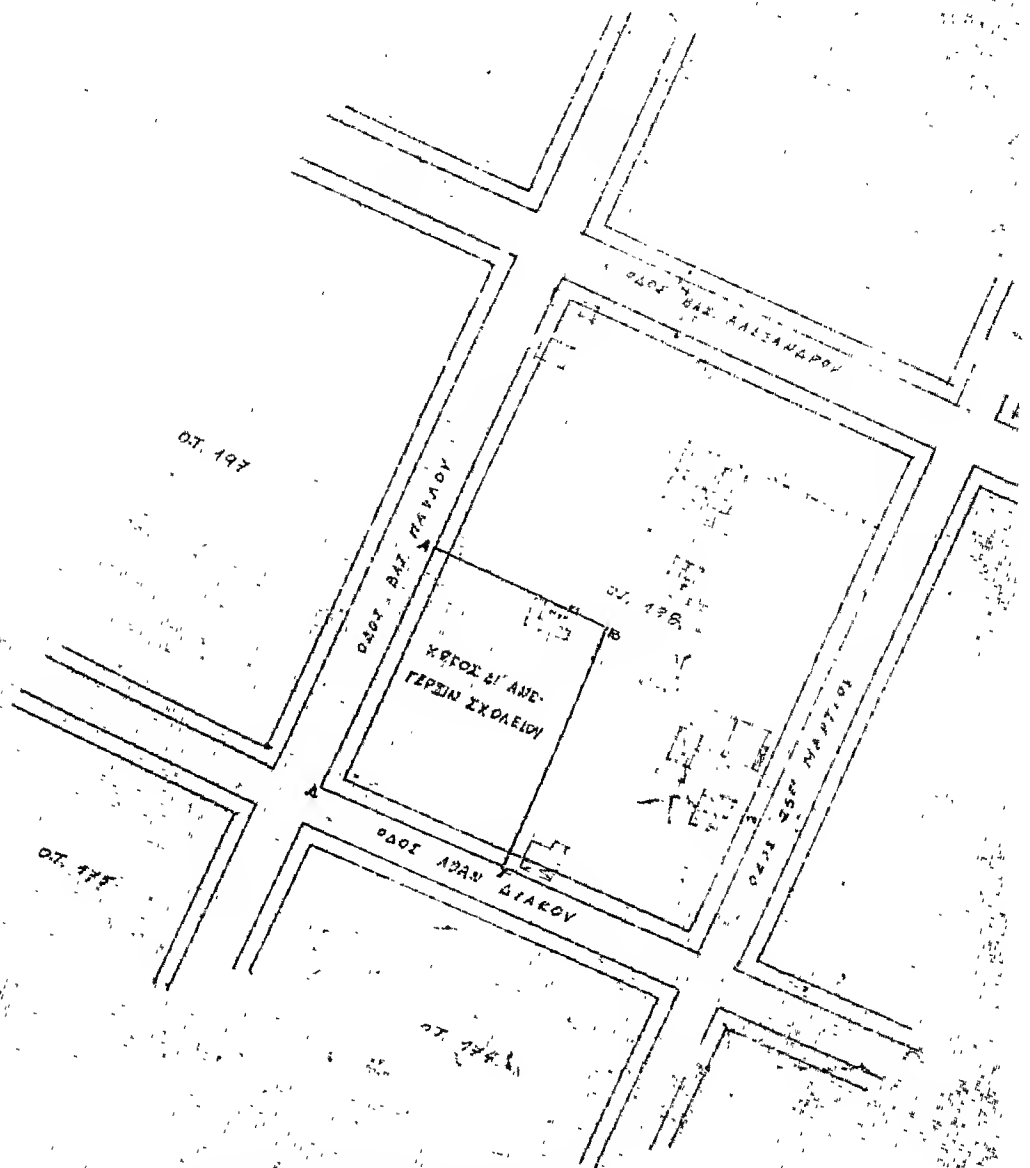 ΟΔΟΣ ΒΑΣ. ΑΛΕΞΑΝΔΡΟΥ
Ο.Τ. 197
ΟΔΟΣ ΒΑΣ. ΠΑΥΛΟΥ
Α
Ο.Τ. 198
Β
ΧΩΡΟΣ ΔΙ' ΑΝΕ-
ΓΕΡΣΙΝ ΣΧΟΛΕΙΟΥ
ΟΔΟΣ 25ΗΣ ΜΑΡΤΙΟΥ
Δ
ΟΔΟΣ ΑΘΑΝ ΔΙΑΚΟΥ
Γ
Ο.Τ.
Ο.Τ.